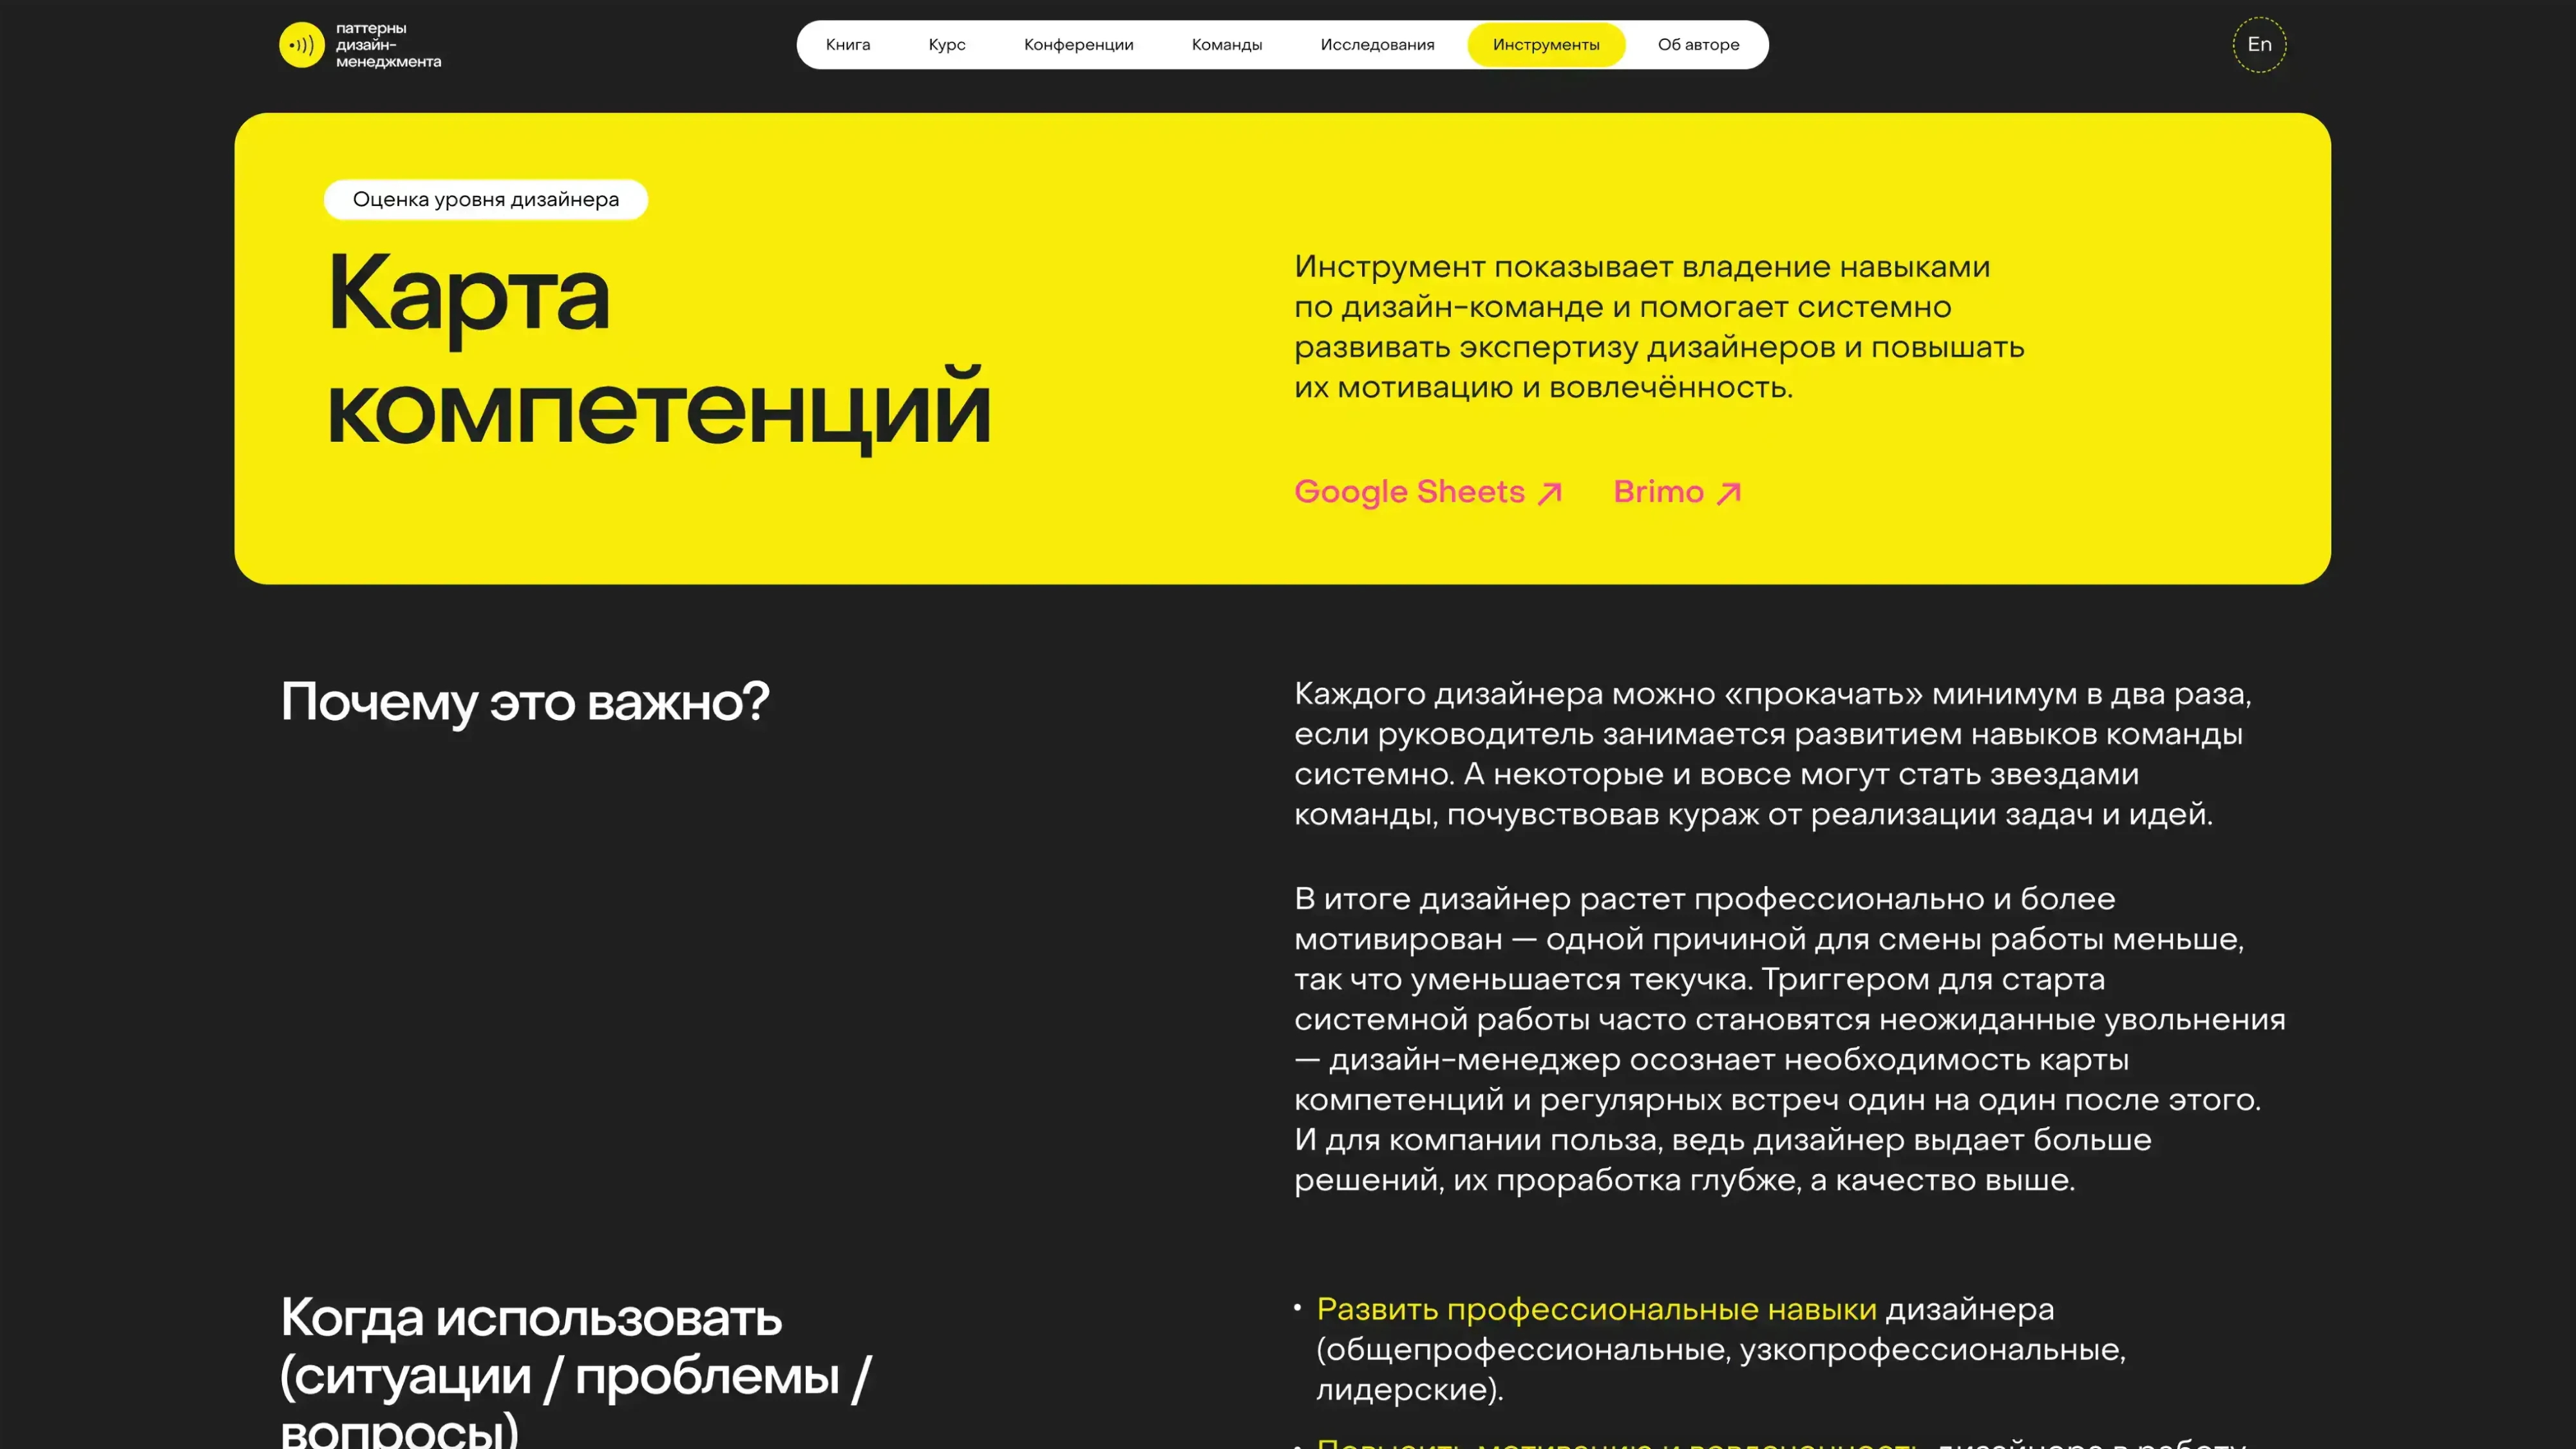 паттерны
дизайн-
менеджмента
Книга
Курс
Конференции
Команды
Исследования
Инструменты
Об авторе
En
Оценка уровня дизайнера
Карта
компетенций
Инструмент показывает владение навыками
по дизайн-команде и помогает системно
развивать экспертизу дизайнеров и повышать
их мотивацию и вовлечённость.
Google Sheets ↗
Brimo ↗
Почему это важно?
Каждого дизайнера можно «прокачать» минимум в два раза,
если руководитель занимается развитием навыков команды
системно. А некоторые и вовсе могут стать звездами
команды, почувствовав кураж от реализации задач и идей.
В итоге дизайнер растет профессионально и более
мотивирован — одной причиной для смены работы меньше,
так что уменьшается текучка. Триггером для старта
системной работы часто становятся неожиданные увольнения
— дизайн-менеджер осознает необходимость карты
компетенций и регулярных встреч один на один после этого.
И для компании польза, ведь дизайнер выдает больше
решений, их проработка глубже, а качество выше.
Когда использовать
(ситуации / проблемы /
вопросы)
• Развить профессиональные навыки дизайнера
(общепрофессиональные, узкопрофессиональные,
лидерские).
• Повысить мотивацию и вовлеченность дизайнера в работу